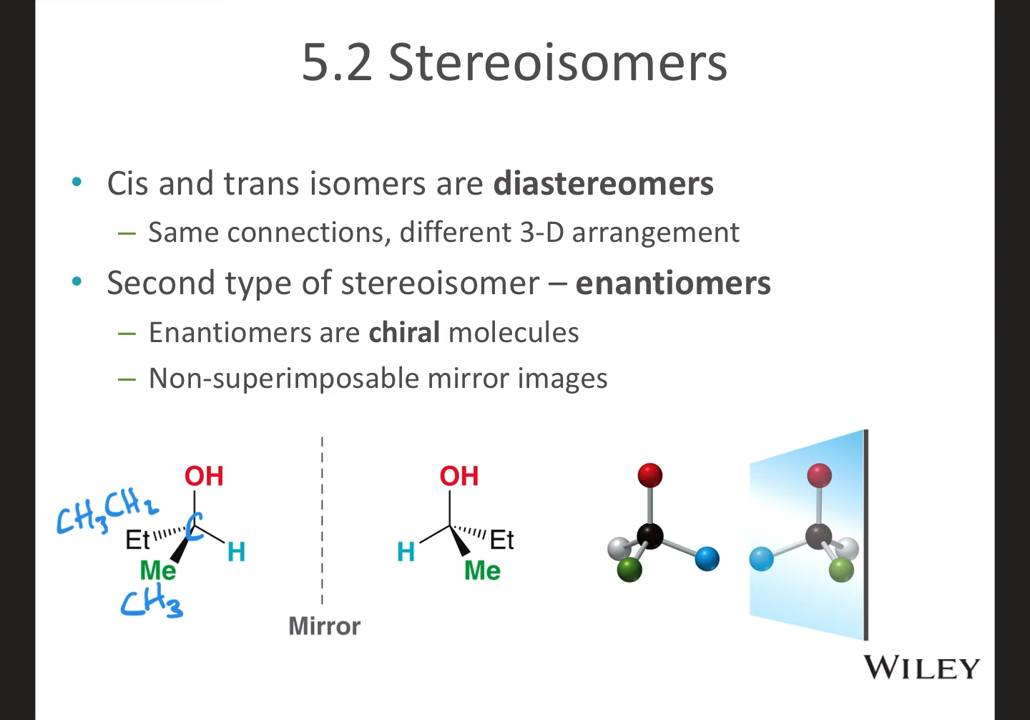 5.2 Stereoisomers
• Cis and trans isomers are diastereomers
– Same connections, different 3-D arrangement
• Second type of stereoisomer – enantiomers
– Enantiomers are chiral molecules
– Non-superimposable mirror images
OH
CH₃CH₂
C
Et
H
Me
CH₃
Mirror
OH
H
Et
Me
WILEY